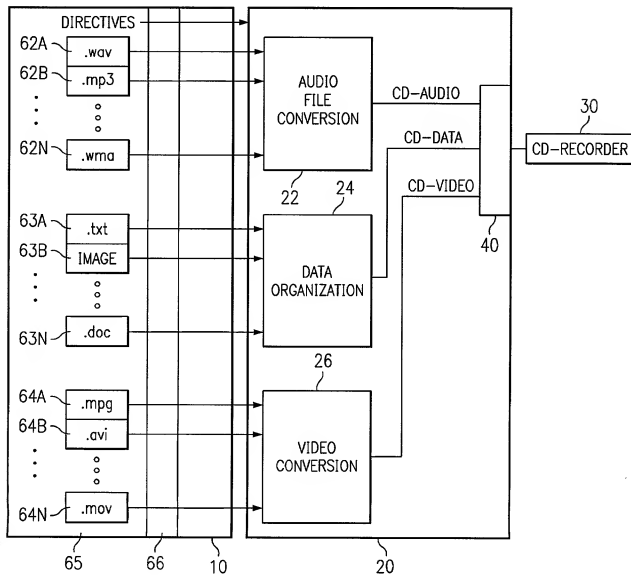 DIRECTIVES
62A .wav
62B .mp3
62N .wma
AUDIO
FILE
CONVERSION
22
CD-AUDIO
CD-DATA
CD-VIDEO
30
CD-RECORDER
40
63A .txt
63B IMAGE
63N .doc
24
DATA
ORGANIZATION
26
64A .mpg
64B .avi
64N .mov
VIDEO
CONVERSION
65
66
10
20